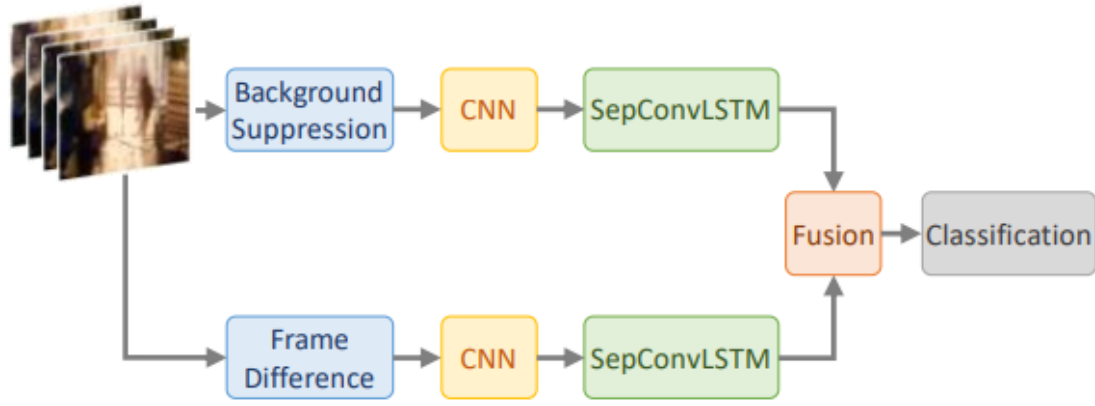 Background
Suppression
CNN
SepConvLSTM
Fusion
Classification
Frame
Difference
CNN
SepConvLSTM